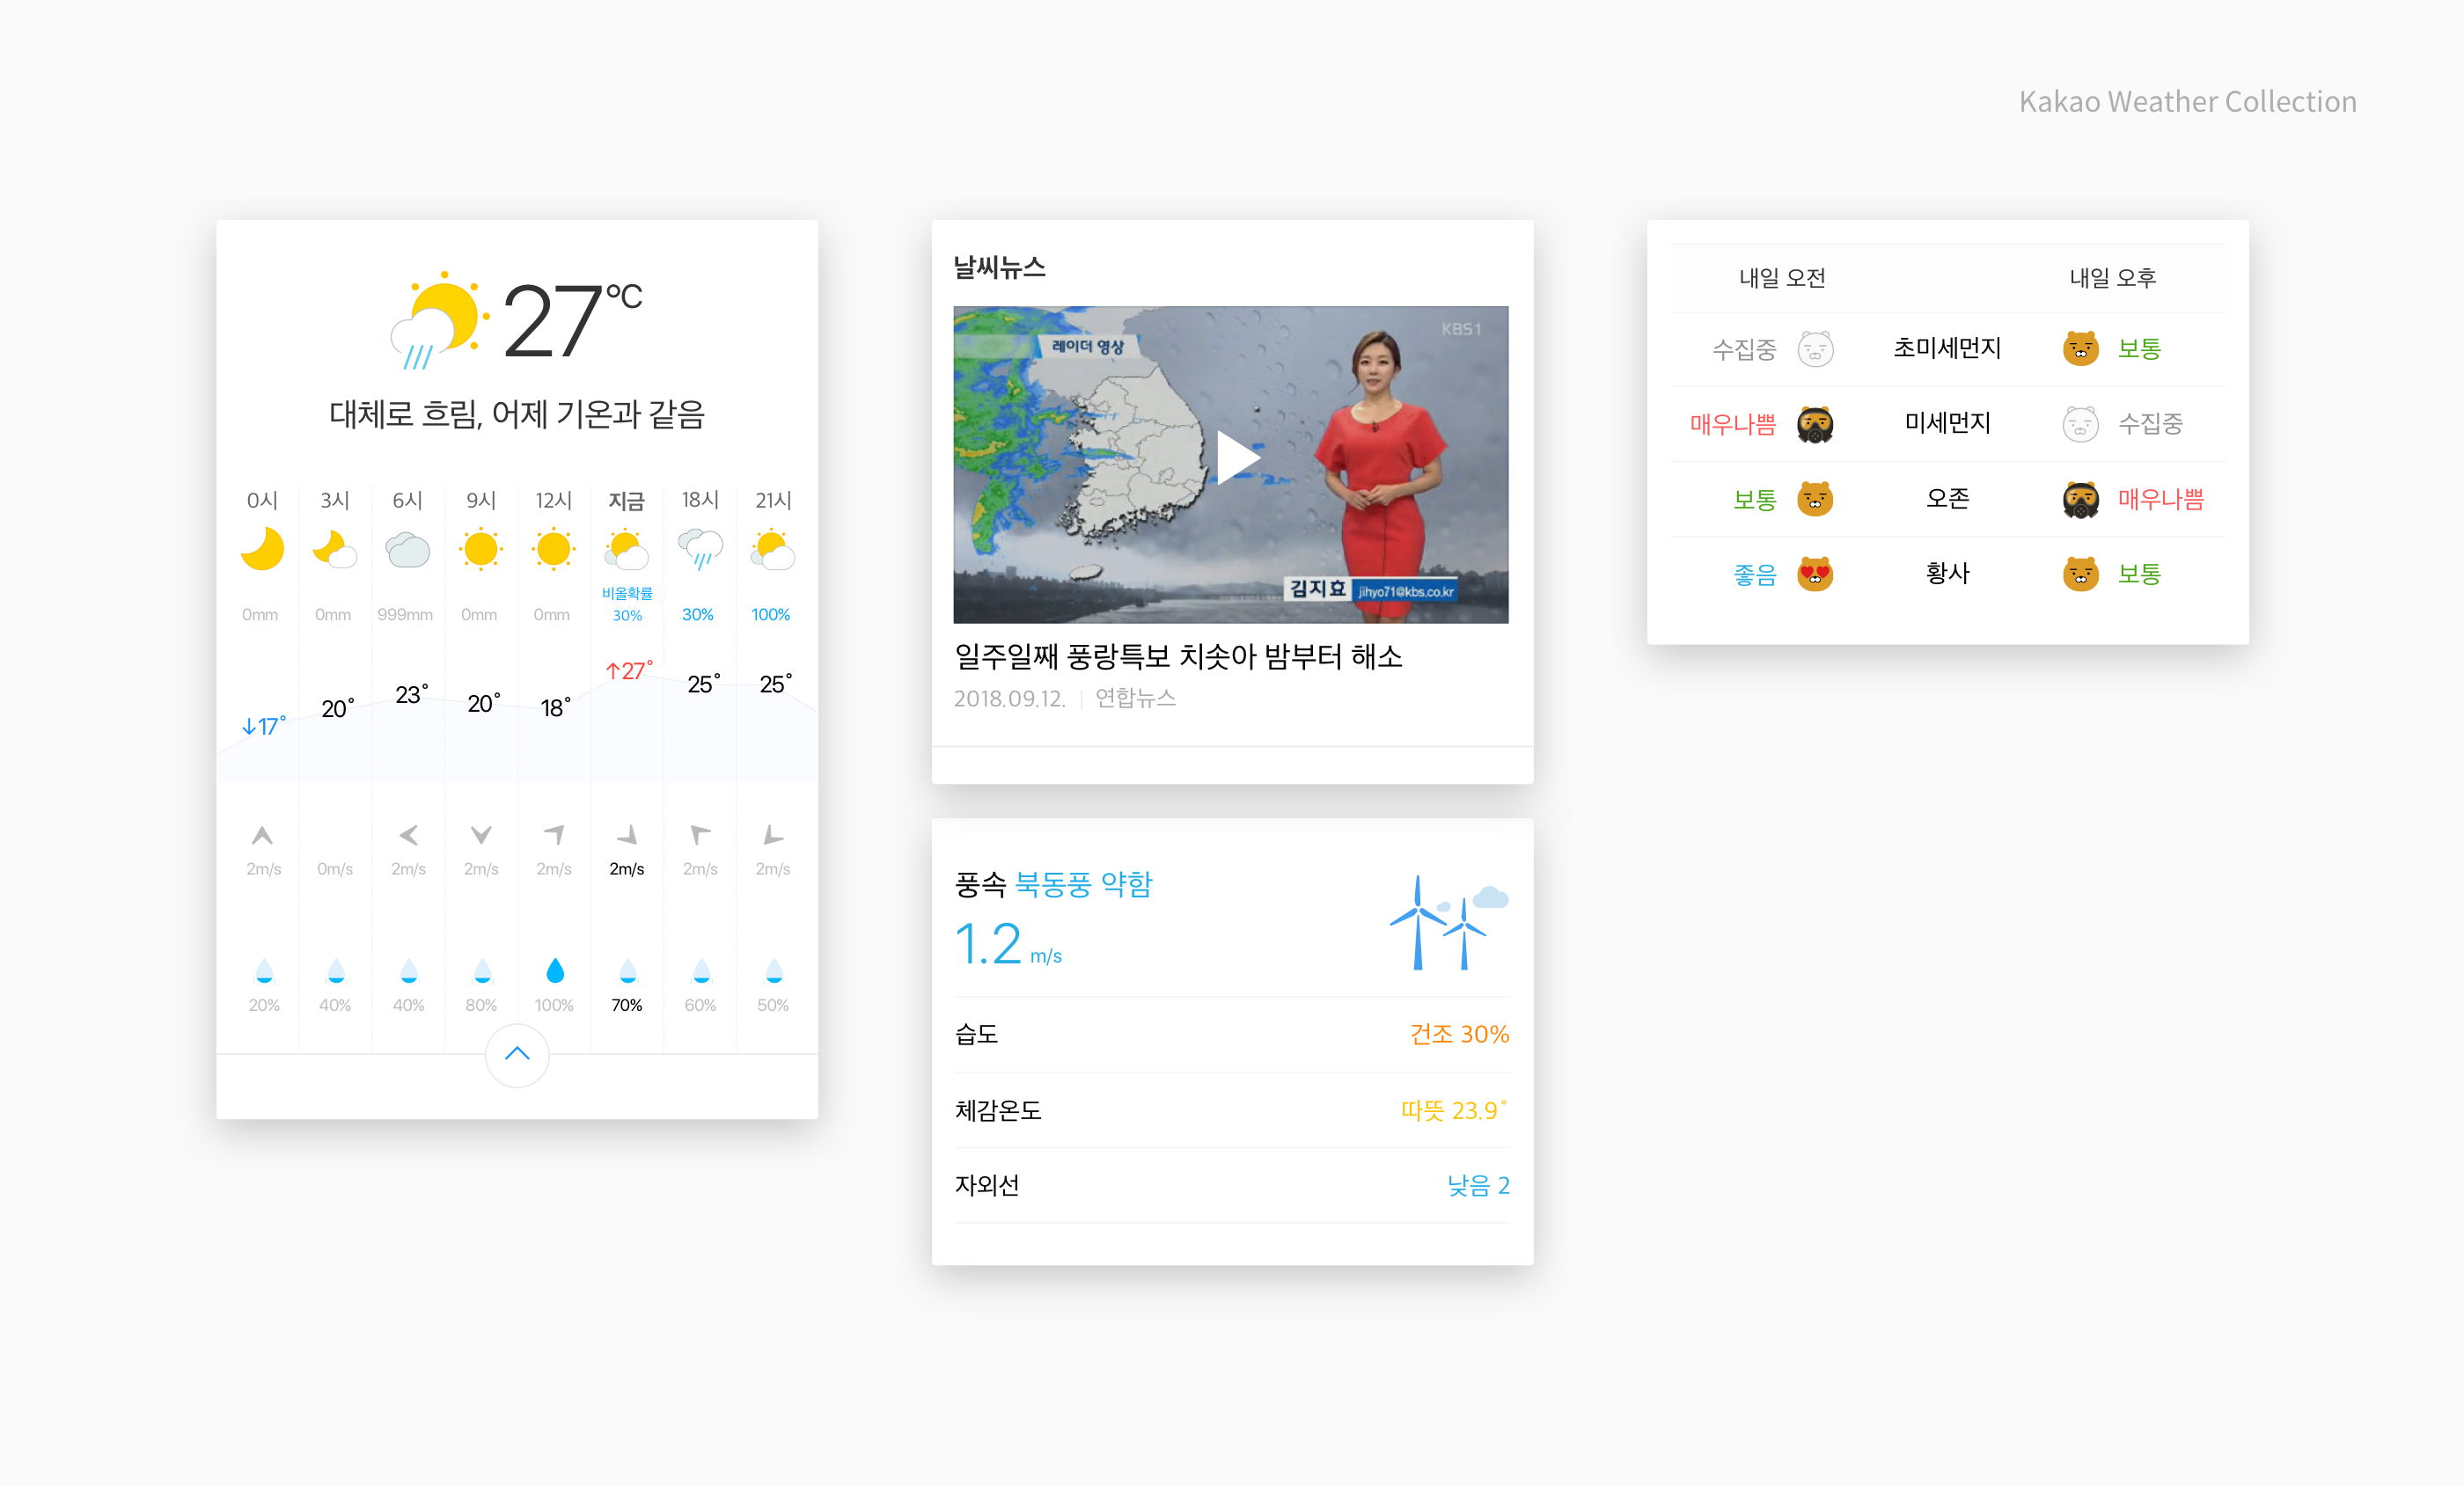 Kakao Weather Collection
27°C
대체로 흐림, 어제 기온과 같음
0시 3시 6시 9시 12시 지금 18시 21시
비올확률
0mm 0mm 999mm 0mm 0mm 30% 30% 100%
↓17° 20° 23° 20° 18° ↑27° 25° 25°
2m/s 0m/s 2m/s 2m/s 2m/s 2m/s 2m/s 2m/s
20% 40% 40% 80% 100% 70% 60% 50%
날씨뉴스
KBS1
레이더 영상
김지효 jihyo71@kbs.co.kr
일주일째 풍랑특보 치솟아 밤부터 해소
2018.09.12. | 연합뉴스
풍속 북동풍 약함
1.2 m/s
습도 건조 30%
체감온도 따뜻 23.9°
자외선 낮음 2
내일 오전 내일 오후
수집중 초미세먼지 보통
매우나쁨 미세먼지 수집중
보통 오존 매우나쁨
좋음 황사 보통